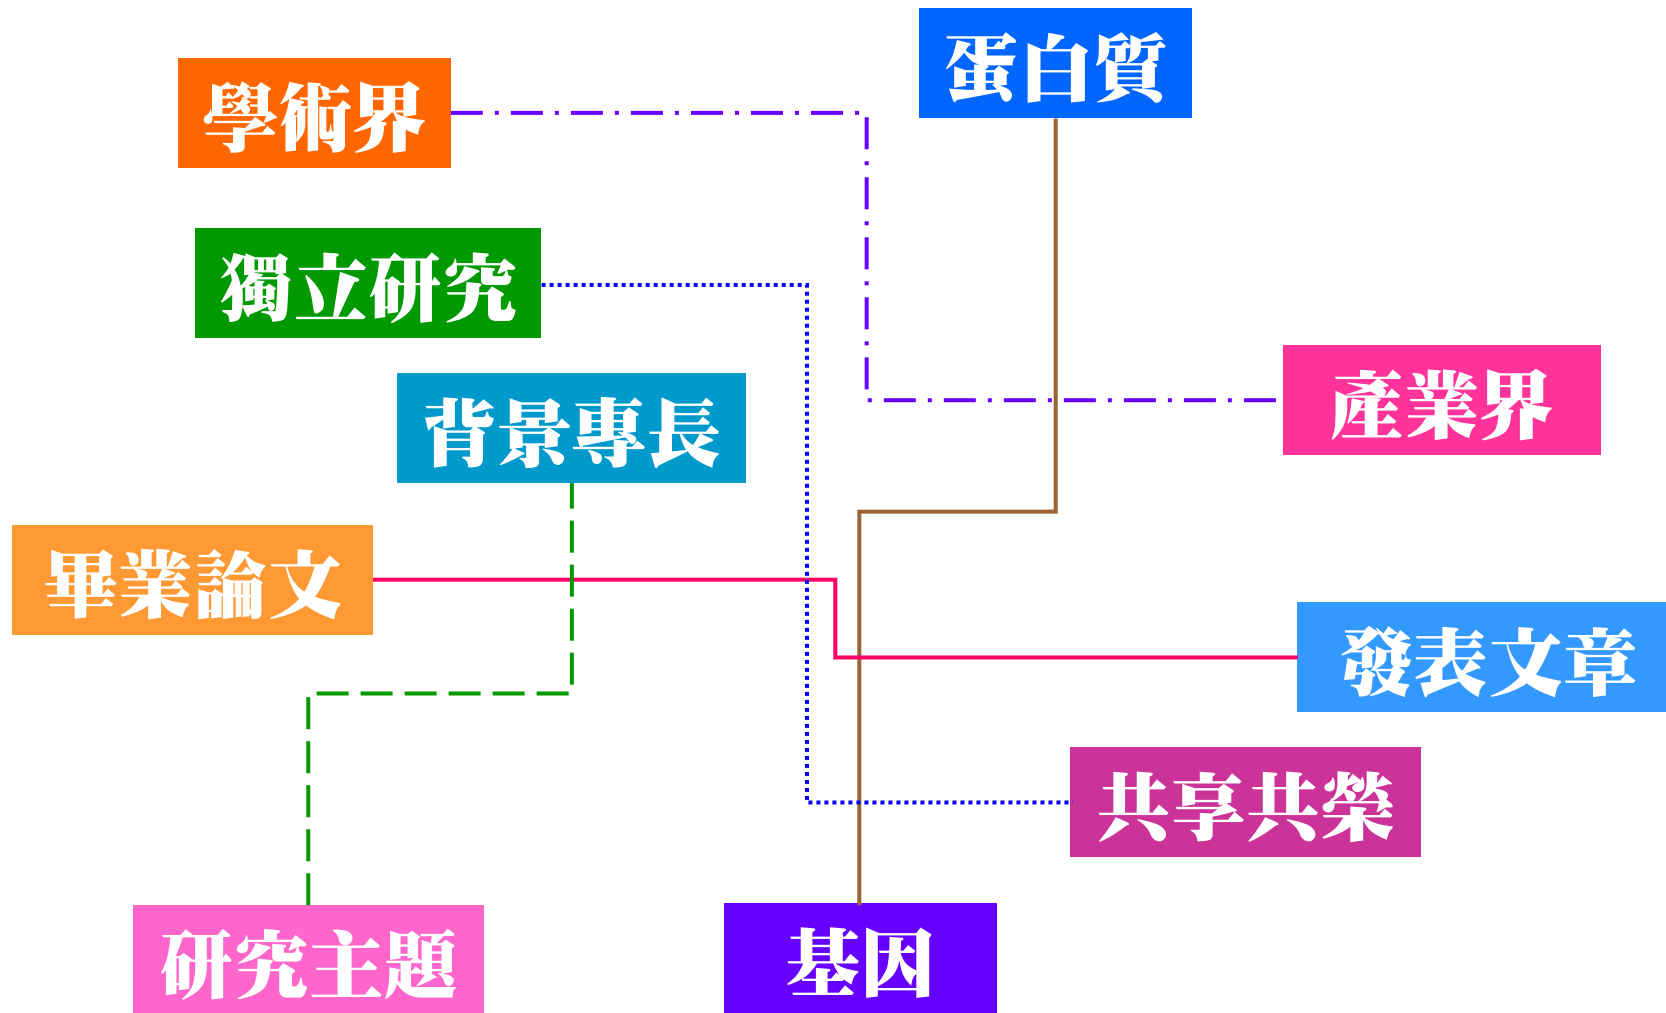 蛋白質
學術界
獨立研究
產業界
背景專長
畢業論文
發表文章
共享共榮
研究主題
基因